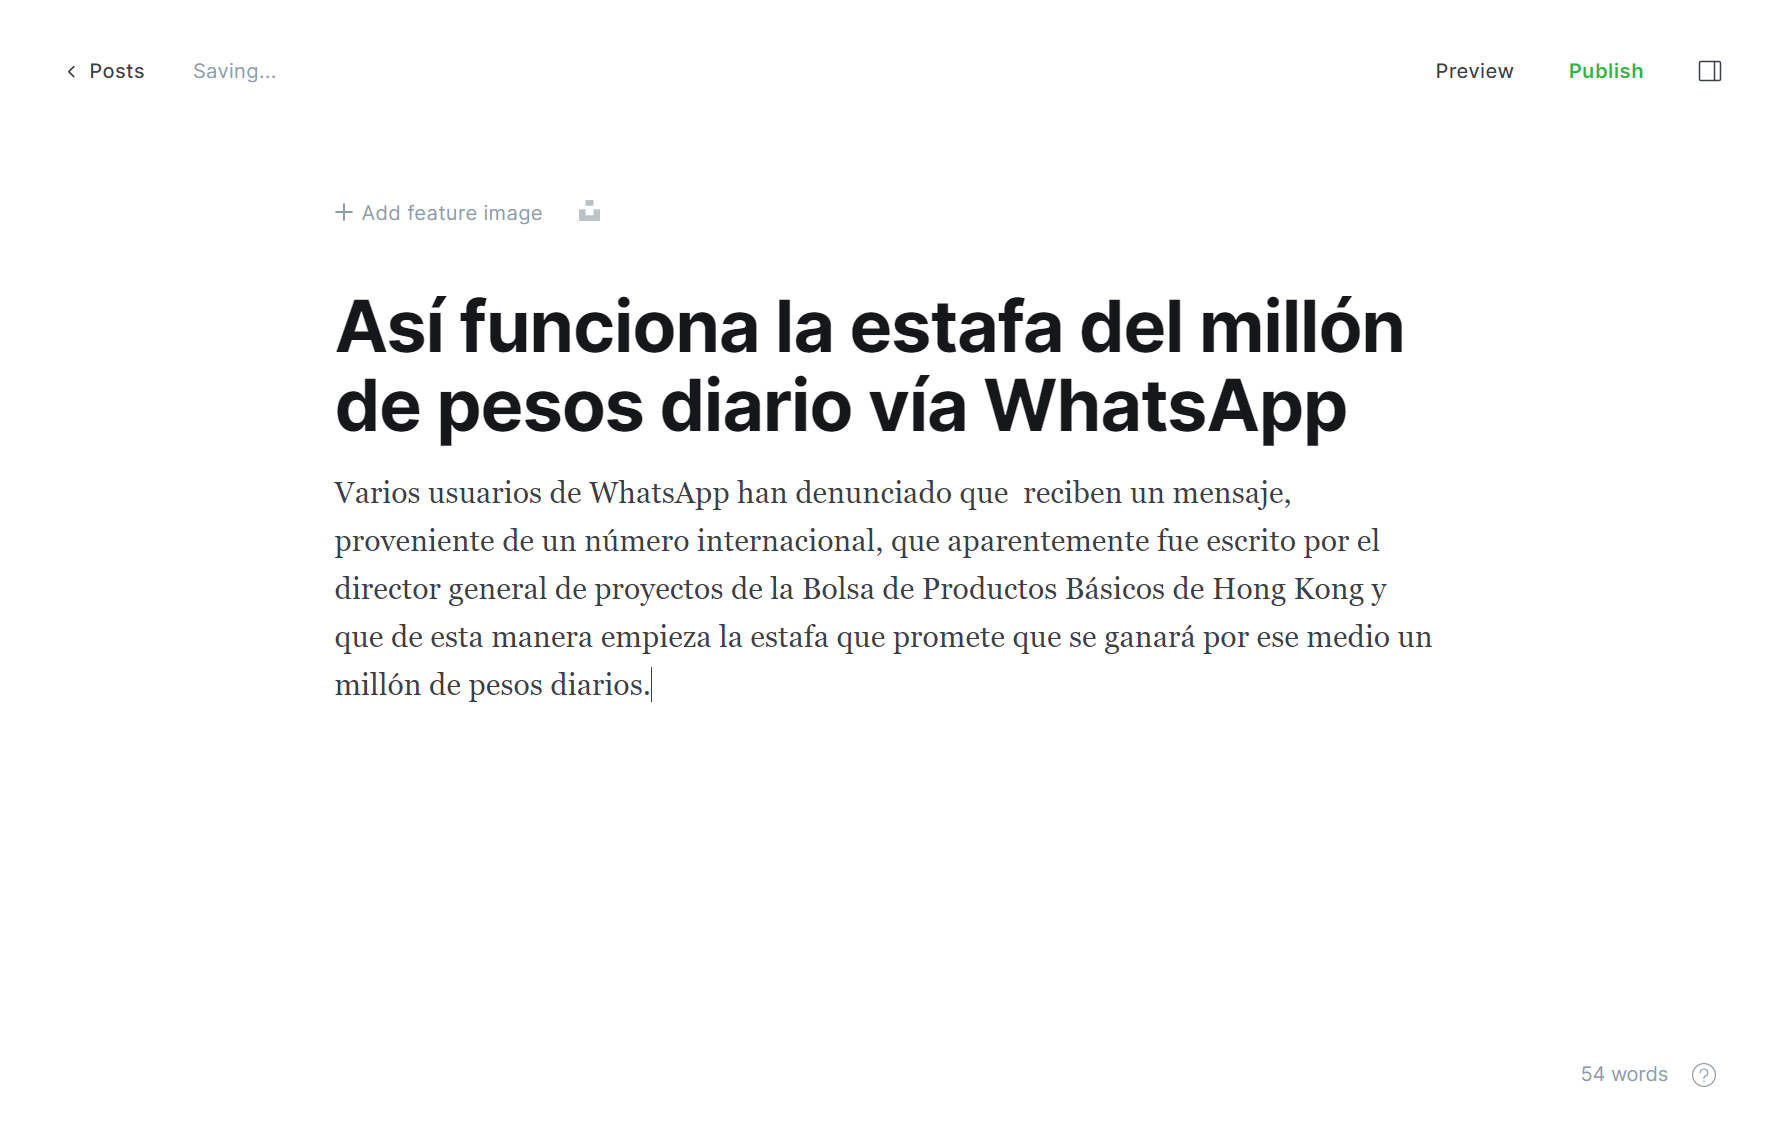 Posts
Saving...
Preview
Publish
Add feature image
Así funciona la estafa del millón
de pesos diario vía WhatsApp
Varios usuarios de WhatsApp han denunciado que  reciben un mensaje,
proveniente de un número internacional, que aparentemente fue escrito por el
director general de proyectos de la Bolsa de Productos Básicos de Hong Kong y
que de esta manera empieza la estafa que promete que se ganará por ese medio un
millón de pesos diarios.
54 words
?